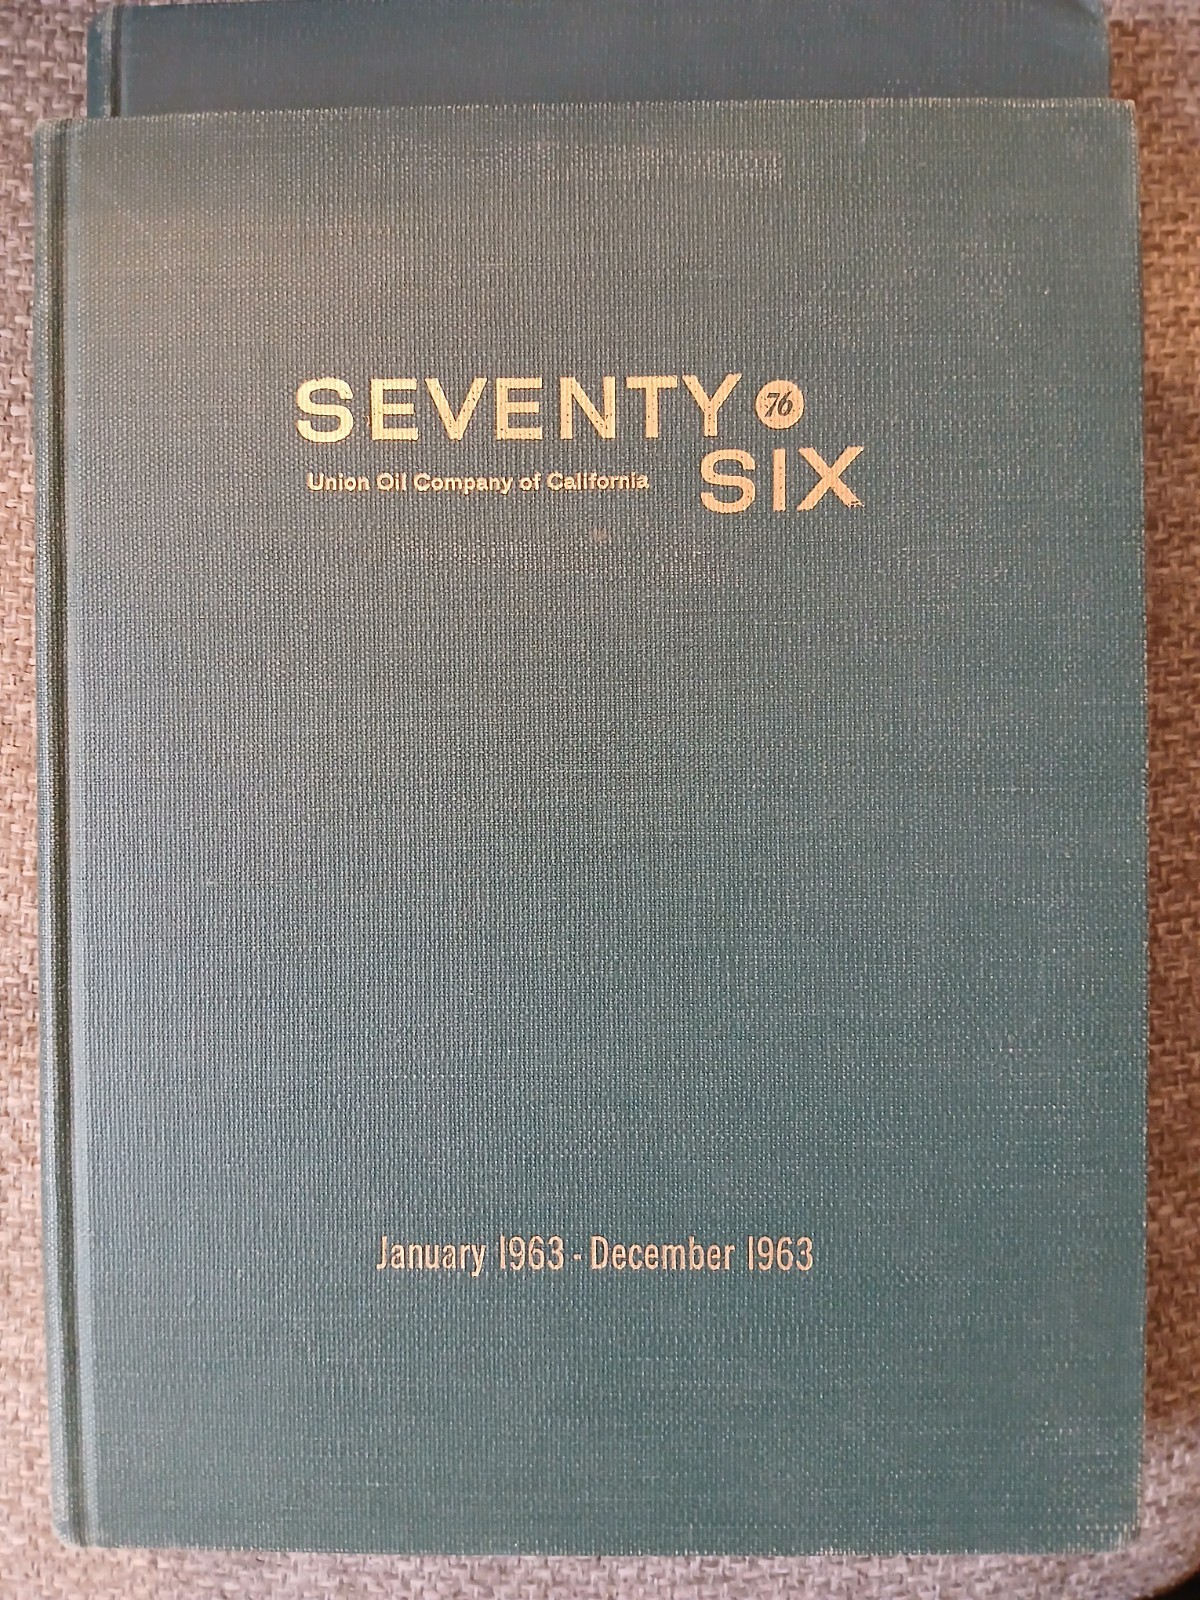 SEVENTY 76
SIX
Union Oil Company of California
January 1963 - December 1963